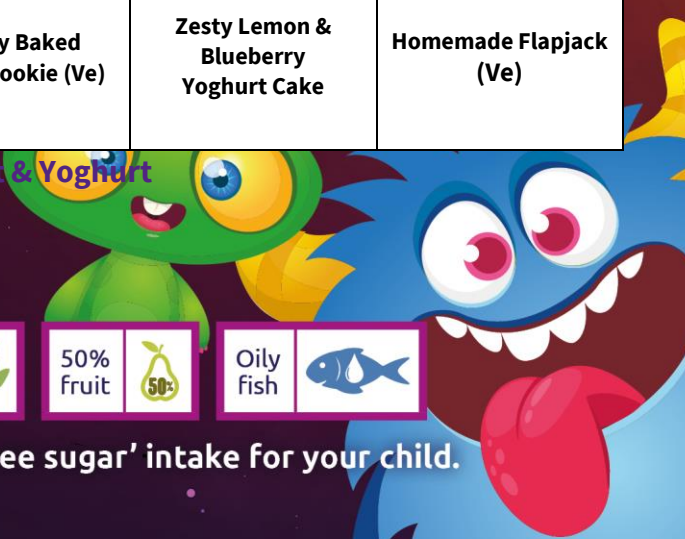 y Baked
ookie (Ve)
Zesty Lemon &
Blueberry
Yoghurt Cake
Homemade Flapjack
(Ve)
& Yoghurt
50%
fruit
50%
Oily
fish
ee sugar’ intake for your child.